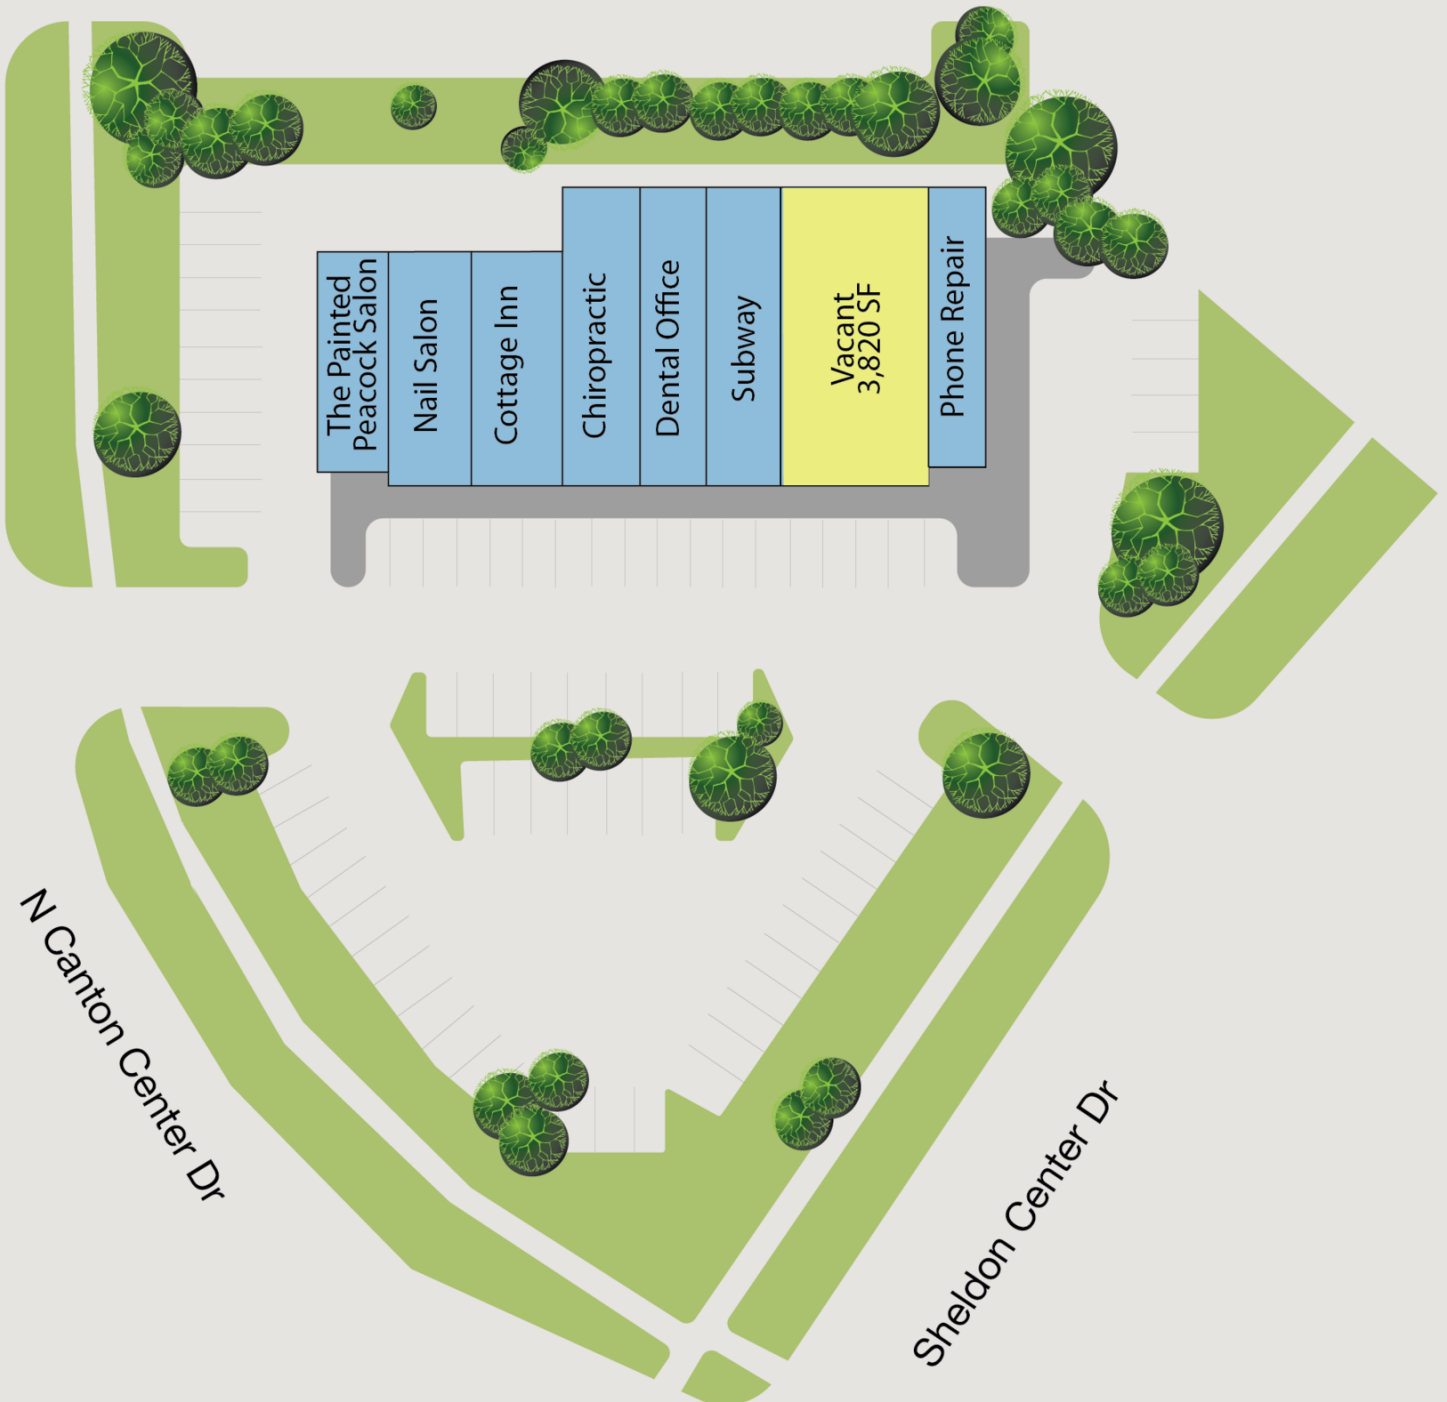 The Painted
Peacock Salon
Nail Salon
Cottage Inn
Chiropractic
Dental Office
Subway
Vacant
3,820 SF
Phone Repair
N Canton Center Dr
Sheldon Center Dr